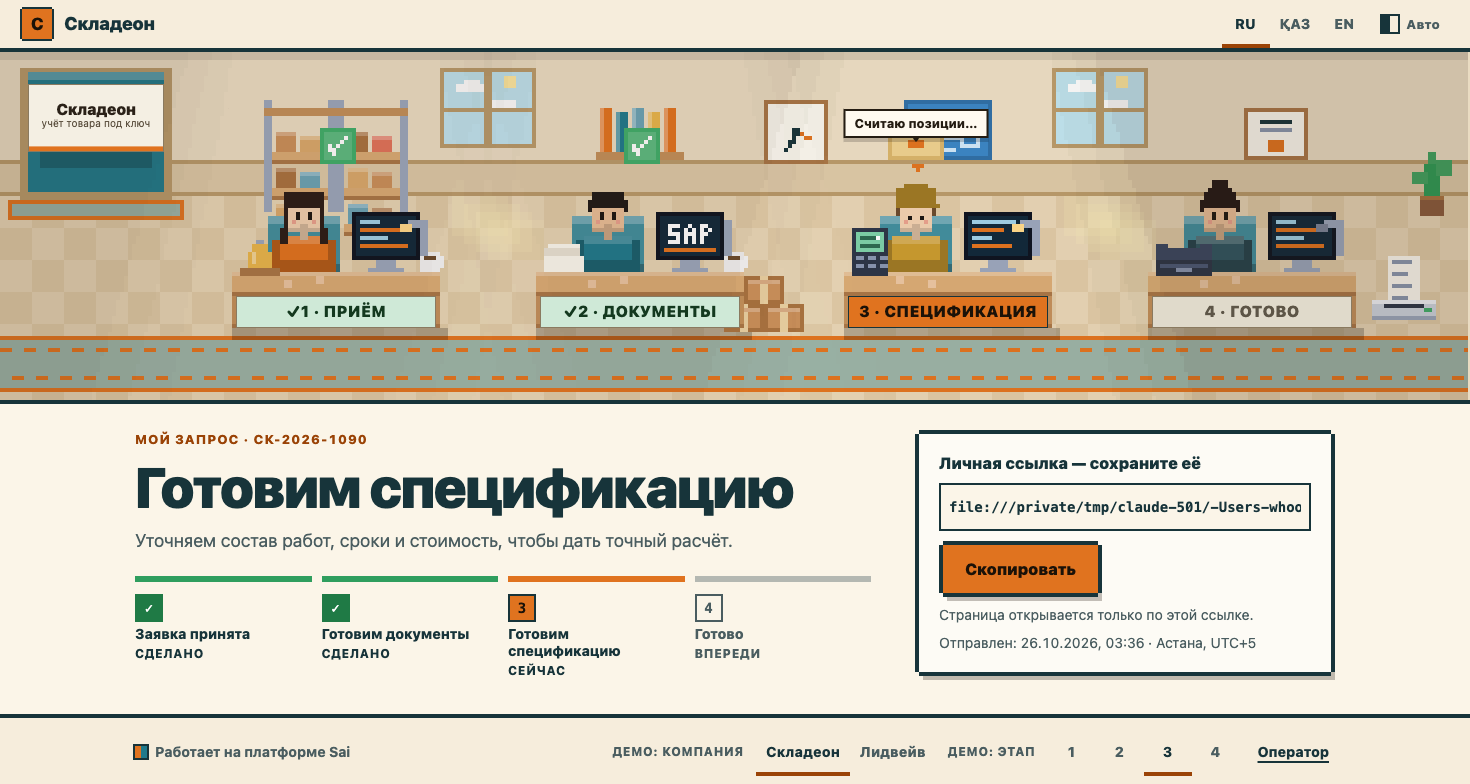 С Складеон
RU ҚАЗ EN Авто
Складеон
учёт товара под ключ
Считаю позиции...
SAP
✓1 · ПРИЁМ
✓2 · ДОКУМЕНТЫ
3 · СПЕЦИФИКАЦИЯ
4 · ГОТОВО
МОЙ ЗАПРОС · СК-2026-1090
Готовим спецификацию
Уточняем состав работ, сроки и стоимость, чтобы дать точный расчёт.
✓
Заявка принята
СДЕЛАНО
✓
Готовим документы
СДЕЛАНО
3
Готовим
спецификацию
СЕЙЧАС
4
Готово
ВПЕРЕДИ
Личная ссылка — сохраните её
file:///private/tmp/claude-501/-Users-whoo
Скопировать
Страница открывается только по этой ссылке.
Отправлен: 26.10.2026, 03:36 · Астана, UTC+5
Работает на платформе Sai
ДЕМО: КОМПАНИЯ Складеон Лидвейв ДЕМО: ЭТАП 1 2 3 4 Оператор